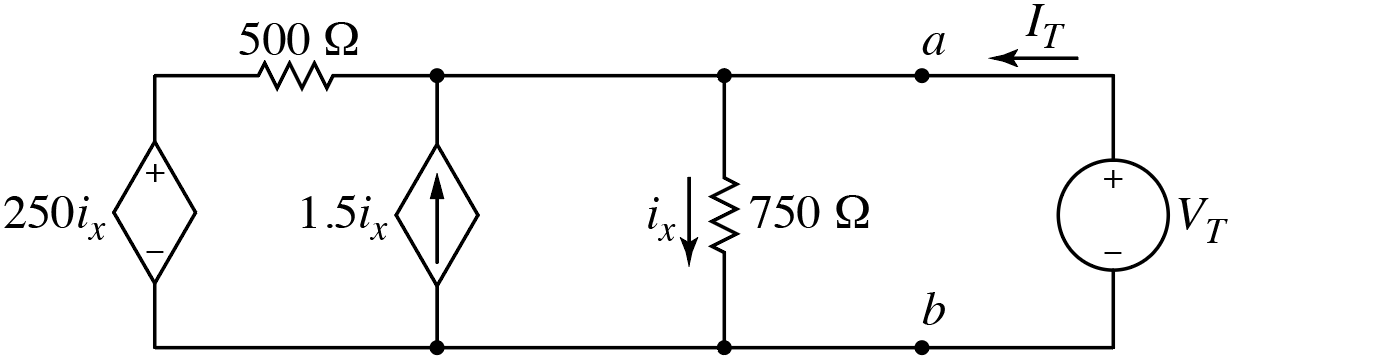 500 Ω
a
I_T
+
250i_x
−
1.5i_x
i_x
750 Ω
+
V_T
−
b